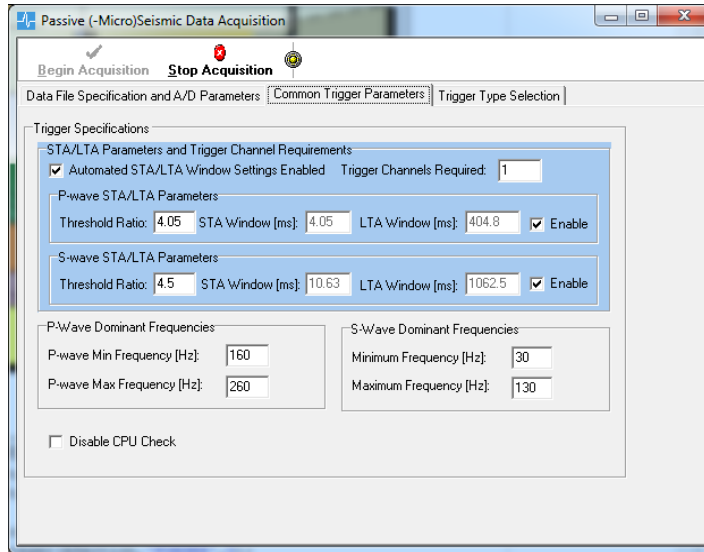 Passive (-Micro)Seismic Data Acquisition
Begin Acquisition Stop Acquisition
Data File Specification and A/D Parameters Common Trigger Parameters Trigger Type Selection
Trigger Specifications
STA/LTA Parameters and Trigger Channel Requirements
Automated STA/LTA Window Settings Enabled Trigger Channels Required: 1
P-wave STA/LTA Parameters
Threshold Ratio: 4.05 STA Window [ms]: 4.05 LTA Window [ms]: 404.8 Enable
S-wave STA/LTA Parameters
Threshold Ratio: 4.5 STA Window [ms]: 10.63 LTA Window [ms]: 1062.5 Enable
P-Wave Dominant Frequencies S-Wave Dominant Frequencies
P-wave Min Frequency [Hz]: 160 Minimum Frequency [Hz]: 30
P-wave Max Frequency [Hz]: 260 Maximum Frequency [Hz]: 130
Disable CPU Check